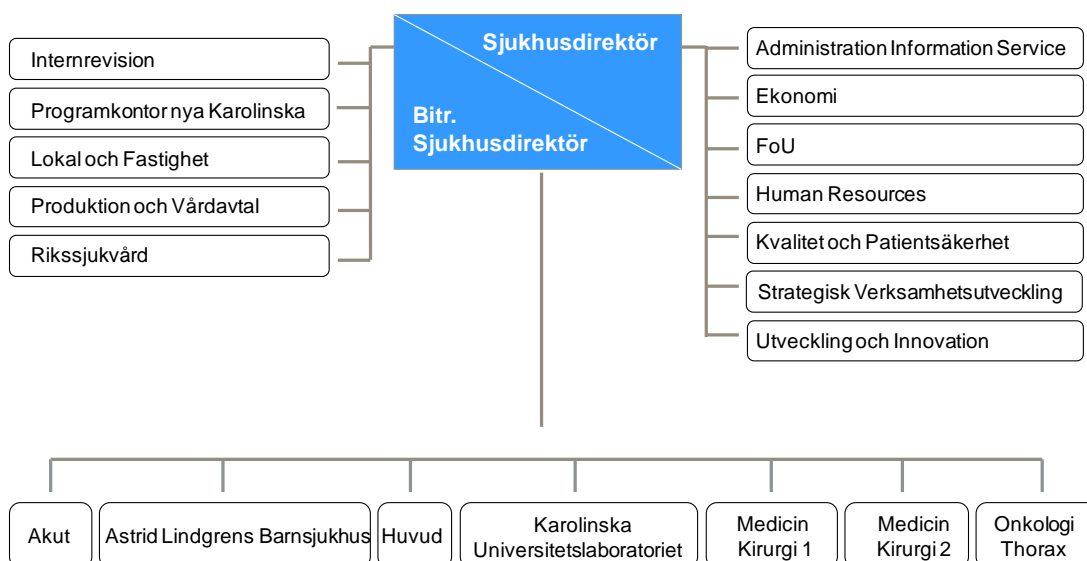 Sjukhusdirektör
Bitr.
Sjukhusdirektör
Internrevision
Programkontor nya Karolinska
Lokal och Fastighet
Produktion och Vårdavtal
Rikssjukvård
Administration Information Service
Ekonomi
FoU
Human Resources
Kvalitet och Patientsäkerhet
Strategisk Verksamhetsutveckling
Utveckling och Innovation
Akut
Astrid Lindgrens Barnsjukhus
Huvud
Karolinska
Universitetslaboratoriet
Medicin
Kirurgi 1
Medicin
Kirurgi 2
Onkologi
Thorax